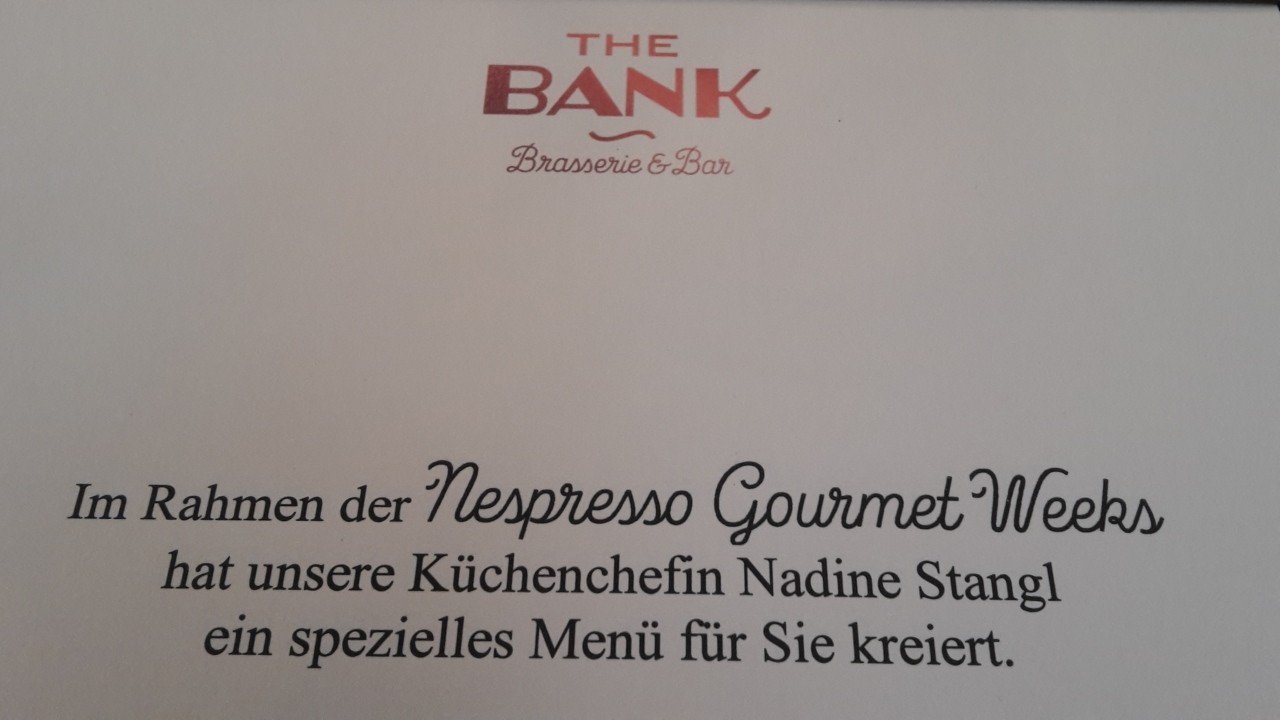 THE
BANK
Brasserie & Bar
Im Rahmen der Nespresso Gourmet Weeks
hat unsere Küchenchefin Nadine Stangl
ein spezielles Menü für Sie kreiert.